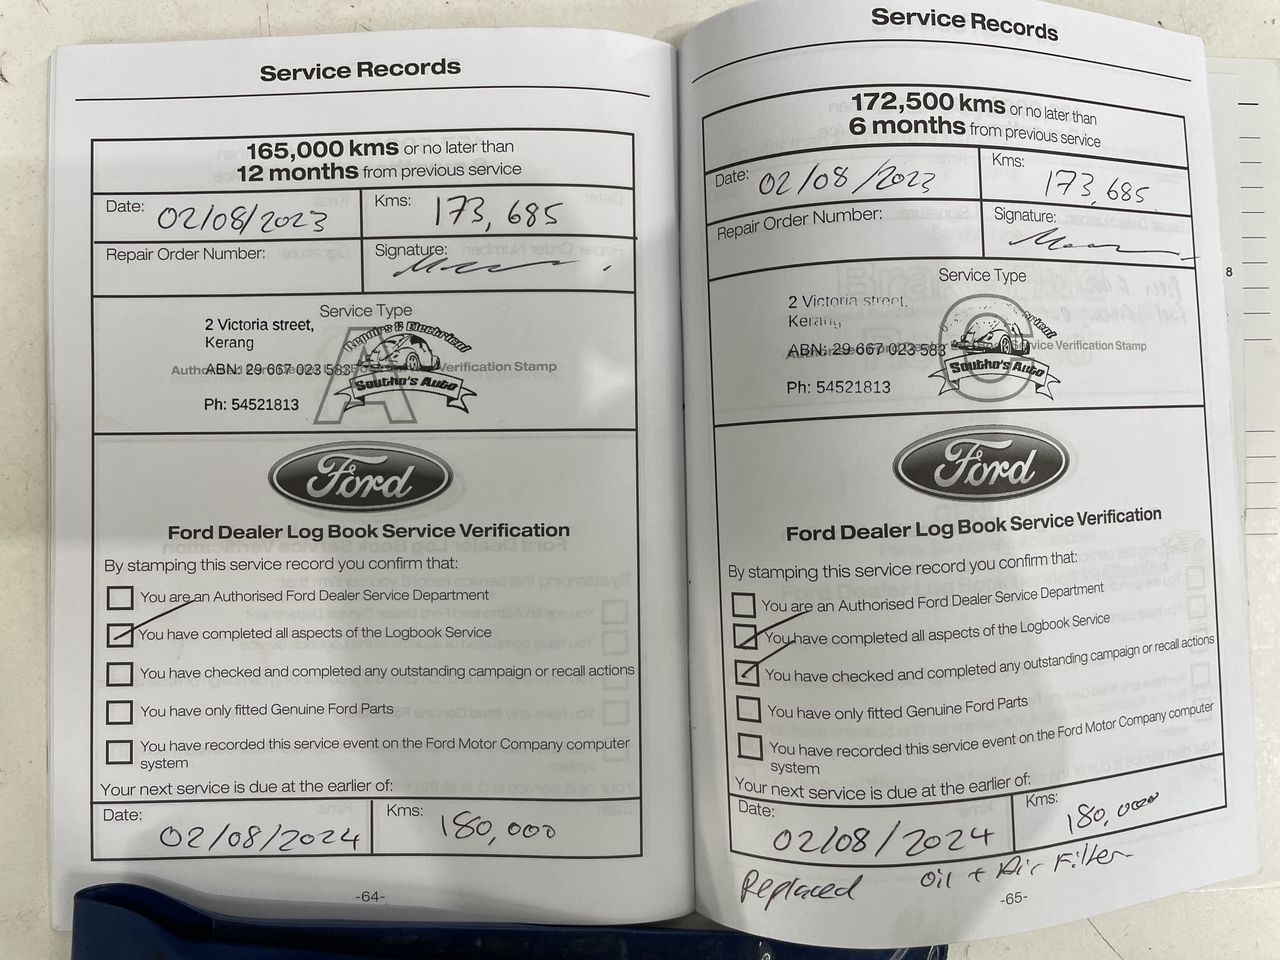 Service Records
165,000 kms or no later than
12 months from previous service
Date: 02/08/2023 Kms: 173,685
Repair Order Number: Signature:
Service Type
A
2 Victoria street,
Kerang
ABN: 29 667 023 583
Verification Stamp
Ph: 54521813
Repairs & Electrical
Southo's Auto
Ford
Ford Dealer Log Book Service Verification
By stamping this service record you confirm that:
You are an Authorised Ford Dealer Service Department
You have completed all aspects of the Logbook Service
You have checked and completed any outstanding campaign or recall actions
You have only fitted Genuine Ford Parts
You have recorded this service event on the Ford Motor Company computer
system
Your next service is due at the earlier of:
Date: 02/08/2024 Kms: 180,000
-64-
Service Records
172,500 kms or no later than
6 months from previous service
Date: 02/08/2023 Kms: 173,685
Repair Order Number: Signature:
Service Type
C
2 Victoria street,
Kerang
ABN: 29 667 023 583
Service Verification Stamp
Ph: 54521813
Southo's Auto
Ford
Ford Dealer Log Book Service Verification
By stamping this service record you confirm that:
You are an Authorised Ford Dealer Service Department
You have completed all aspects of the Logbook Service
You have checked and completed any outstanding campaign or recall actions
You have only fitted Genuine Ford Parts
You have recorded this service event on the Ford Motor Company computer
system
Your next service is due at the earlier of:
Date: 02/08/2024 Kms: 180,000
Replaced Oil + Air Filter
-65-
8